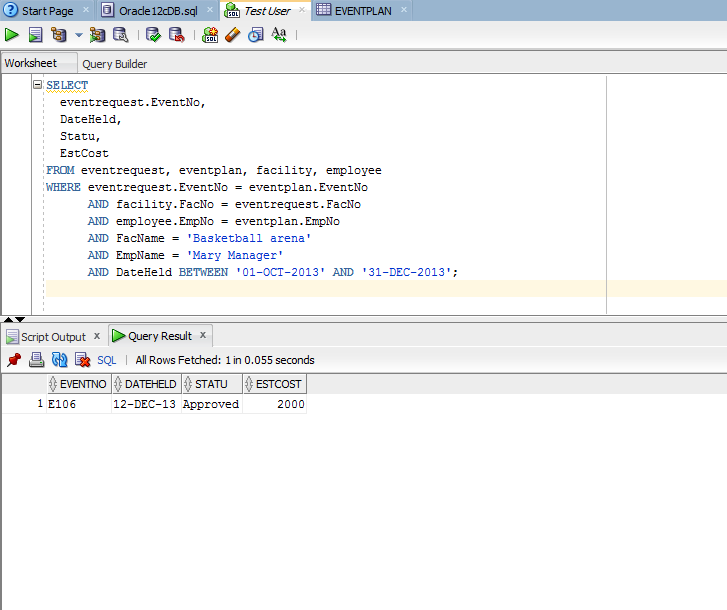 Start Page Oracle12cDB.sql Test User EVENTPLAN
Worksheet Query Builder
SELECT
eventrequest.EventNo,
DateHeld,
Statu,
EstCost
FROM eventrequest, eventplan, facility, employee
WHERE eventrequest.EventNo = eventplan.EventNo
AND facility.FacNo = eventrequest.FacNo
AND employee.EmpNo = eventplan.EmpNo
AND FacName = 'Basketball arena'
AND EmpName = 'Mary Manager'
AND DateHeld BETWEEN '01-OCT-2013' AND '31-DEC-2013';
Script Output x Query Result x
SQL | All Rows Fetched: 1 in 0.055 seconds
EVENTNO DATEHELD STATU ESTCOST
1 E106 12-DEC-13 Approved 2000